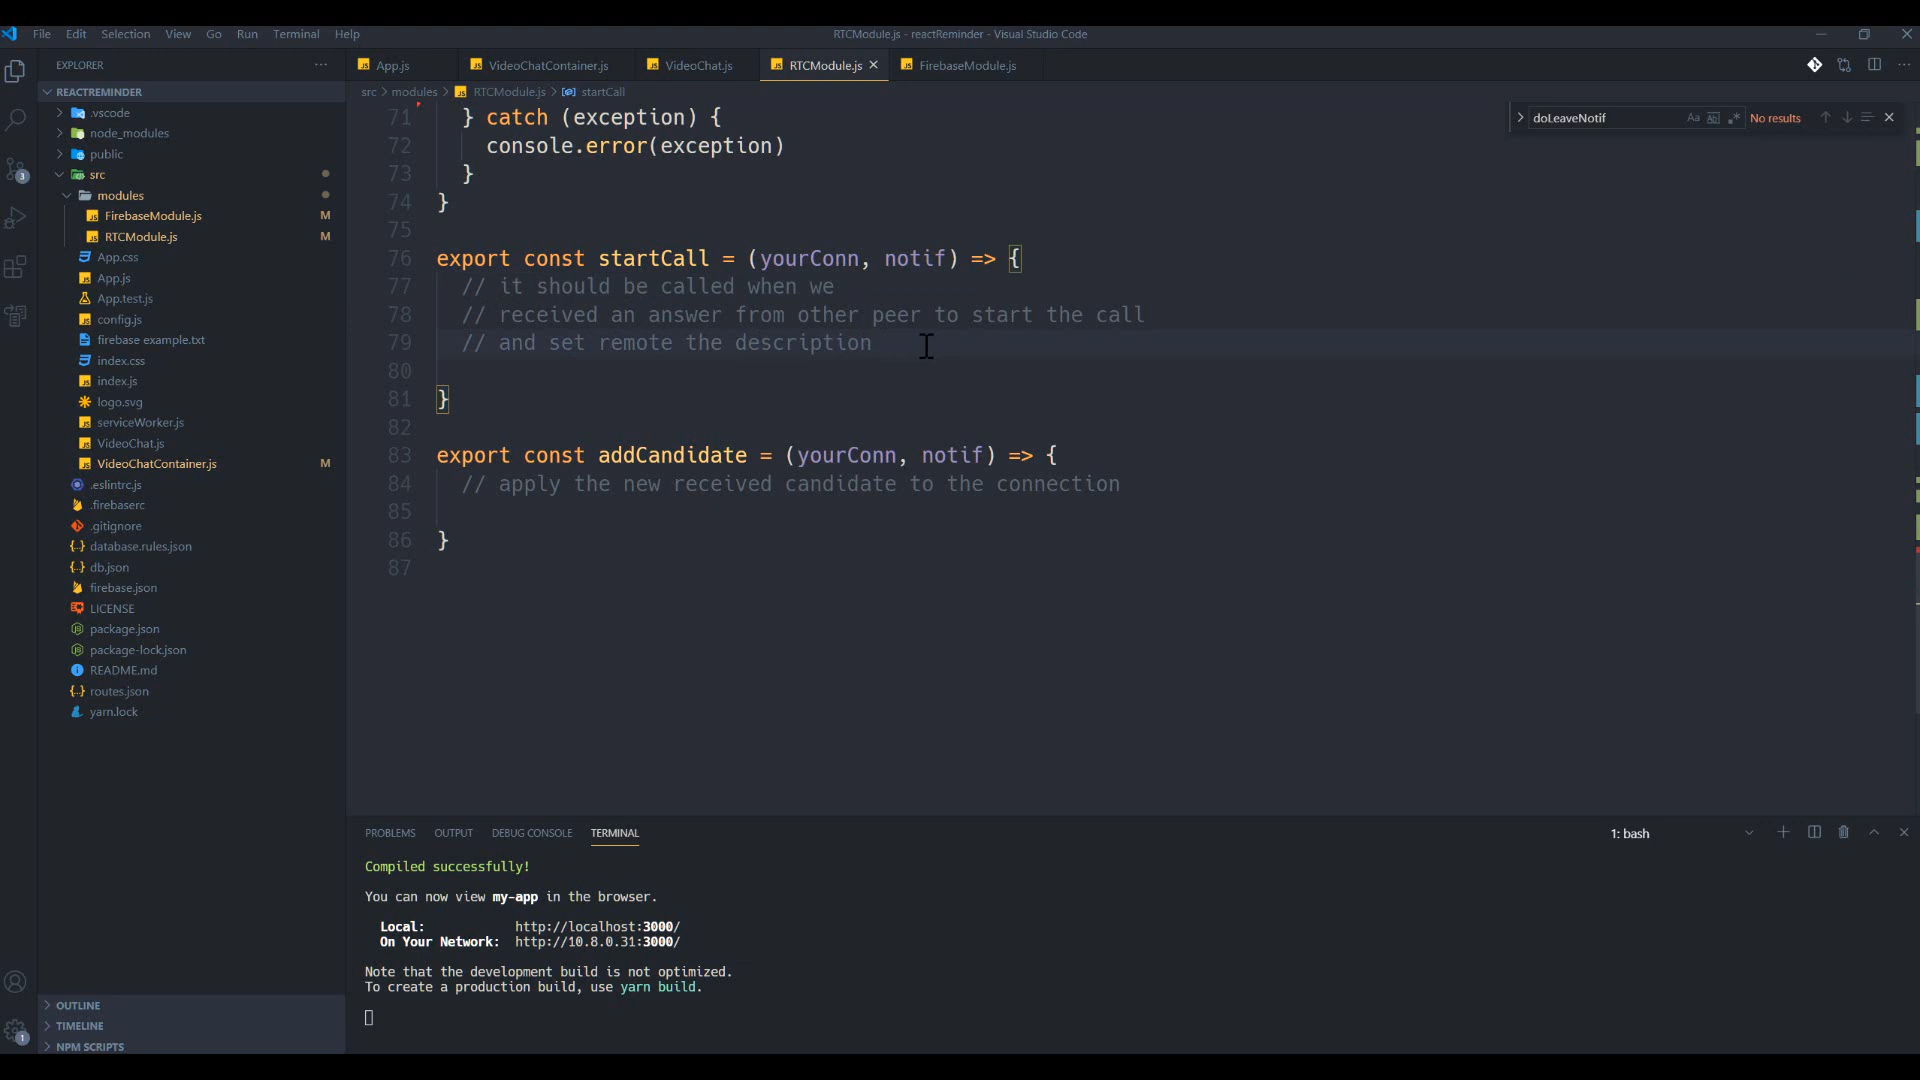 File Edit Selection View Go Run Terminal Help RTCModule.js - reactReminder - Visual Studio Code
EXPLORER
App.js VideoChatContainer.js VideoChat.js RTCModule.js FirebaseModule.js
REACTREMINDER
src > modules > RTCModule.js > startCall
.vscode
node_modules
public
src
modules
FirebaseModule.js M
RTCModule.js M
App.css
App.js
App.test.js
config.js
firebase example.txt
index.css
index.js
logo.svg
serviceWorker.js
VideoChat.js
VideoChatContainer.js M
.eslintrc.js
.firebaserc
.gitignore
database.rules.json
db.json
firebase.json
LICENSE
package.json
package-lock.json
README.md
routes.json
yarn.lock
OUTLINE
TIMELINE
NPM SCRIPTS
3
1
doLeaveNotif Aa Abl .* No results
71 } catch (exception) {
72 console.error(exception)
73 }
74 }
75
76 export const startCall = (yourConn, notif) => {
77 // it should be called when we
78 // received an answer from other peer to start the call
79 // and set remote the description
80
81 }
82
83 export const addCandidate = (yourConn, notif) => {
84 // apply the new received candidate to the connection
85
86 }
87
PROBLEMS OUTPUT DEBUG CONSOLE TERMINAL 1: bash
Compiled successfully!
You can now view my-app in the browser.
Local: http://localhost:3000/
On Your Network: http://10.8.0.31:3000/
Note that the development build is not optimized.
To create a production build, use yarn build.